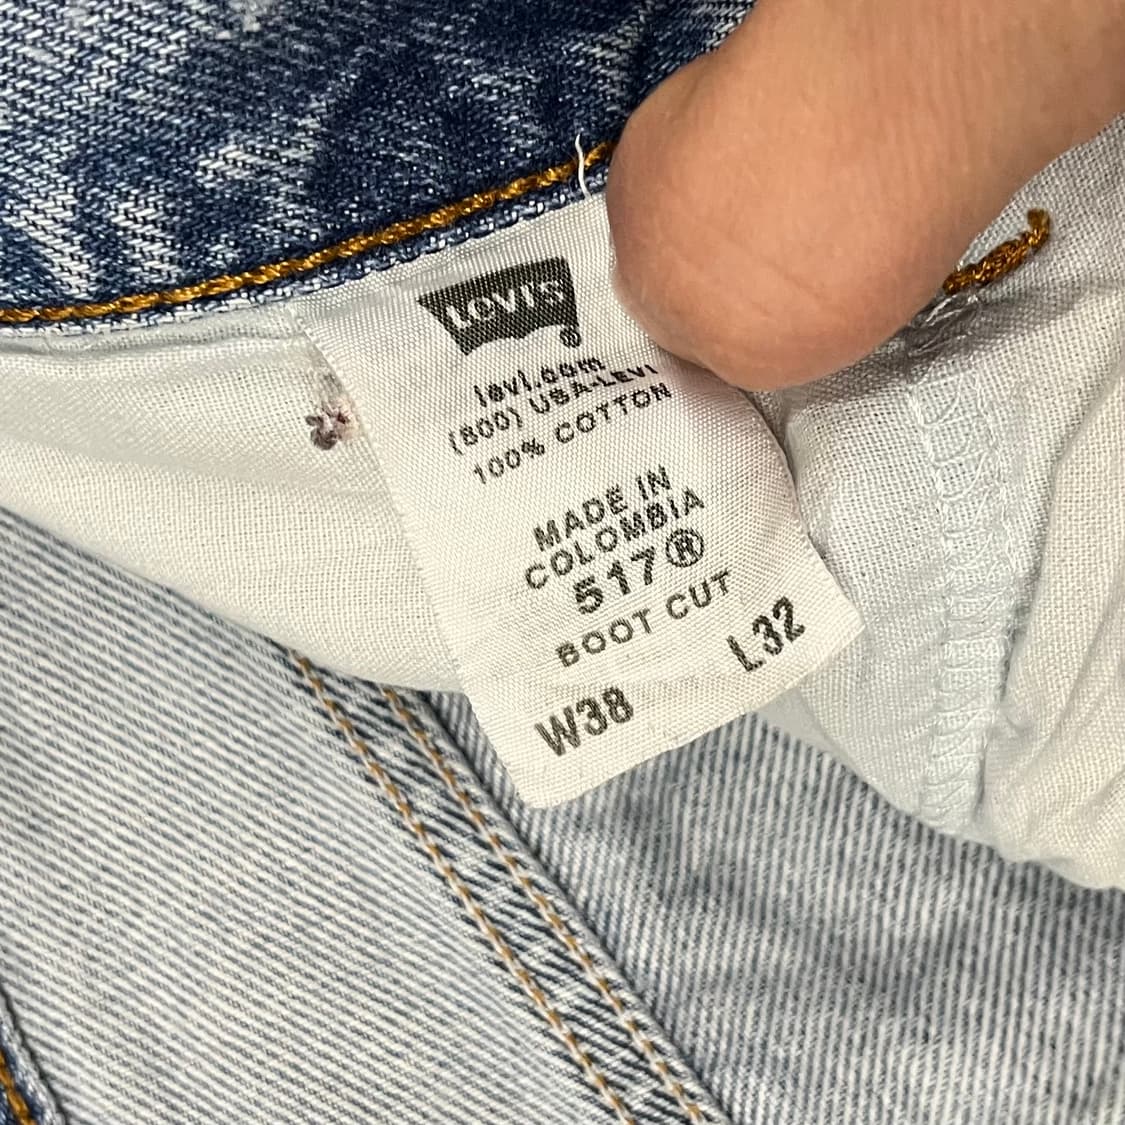 LEVI'S
®
levi.com
(800) USA-LEVI
100% COTTON
MADE IN
COLOMBIA
517®
BOOT CUT
W38 L32